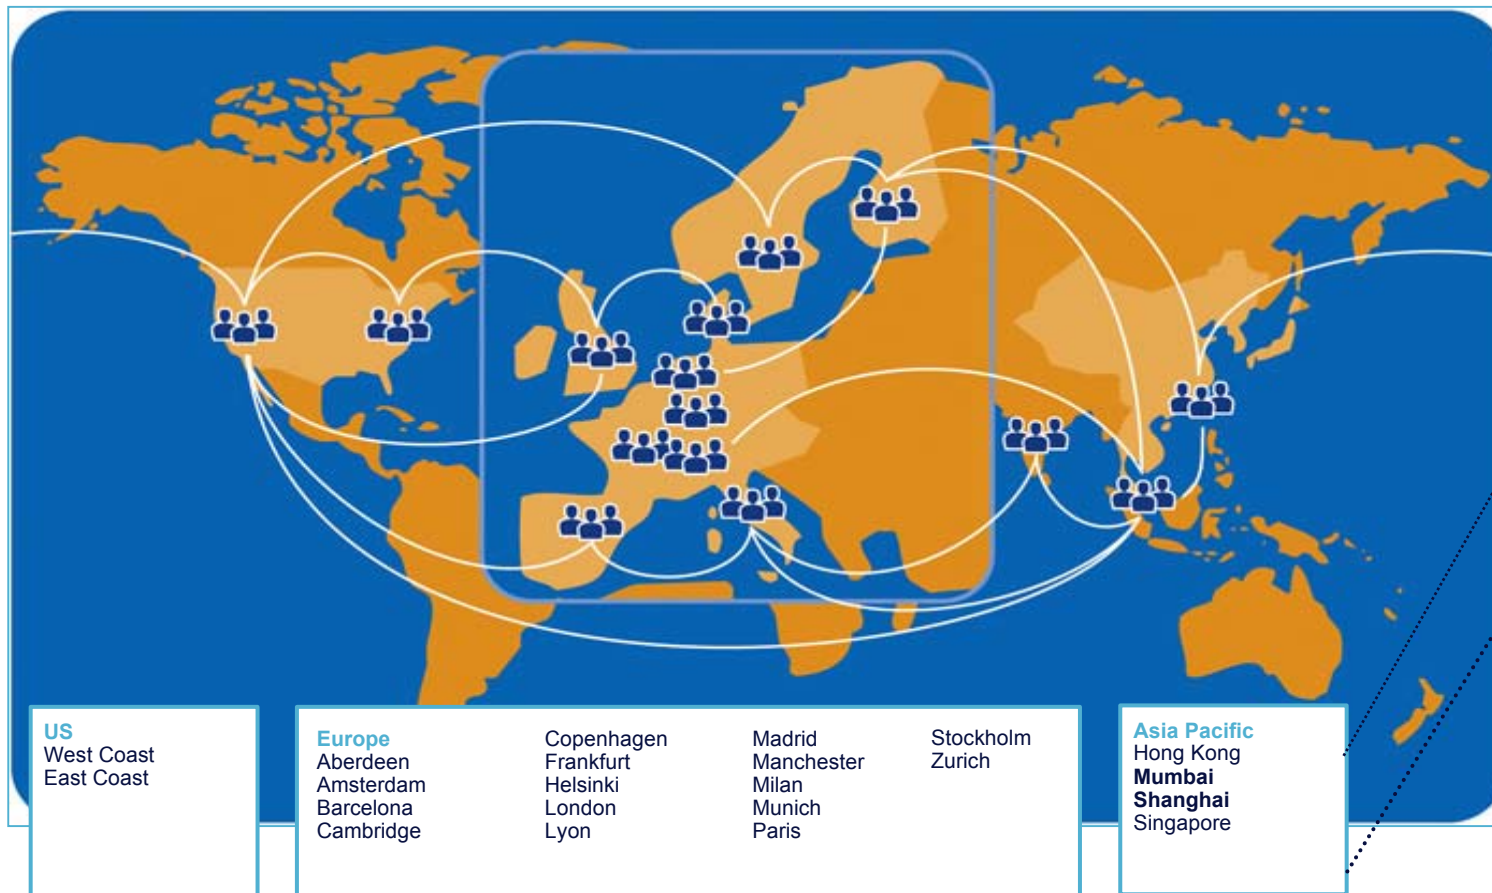 US
West Coast
East Coast
Europe
Aberdeen
Amsterdam
Barcelona
Cambridge
Copenhagen
Frankfurt
Helsinki
London
Lyon
Madrid
Manchester
Milan
Munich
Paris
Stockholm
Zurich
Asia Pacific
Hong Kong
Mumbai
Shanghai
Singapore